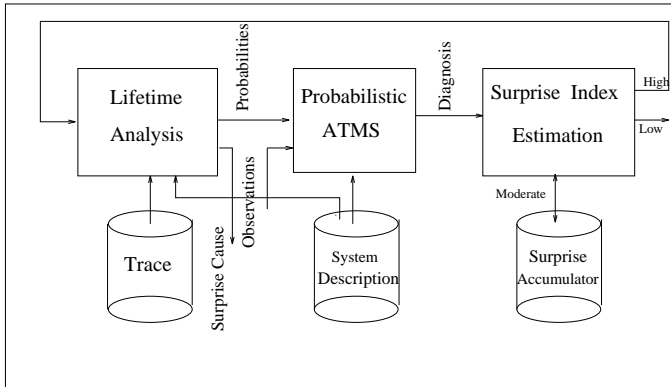 Lifetime
Analysis
Probabilities
Probabilistic
ATMS
Diagnosis
Surprise Index
Estimation
High
Low
Moderate
Trace
Surprise Cause
Observations
System
Description
Surprise
Accumulator